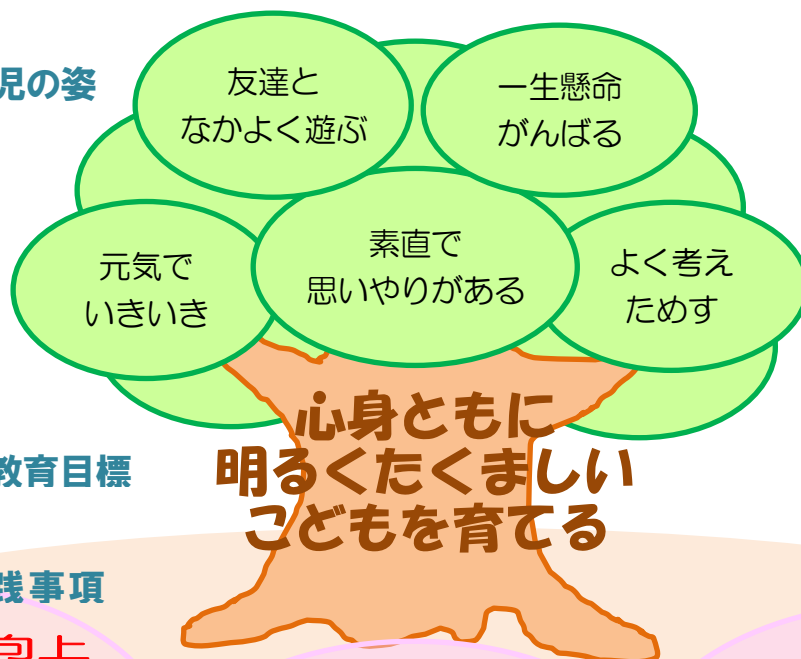 児の姿
友達と
なかよく遊ぶ
一生懸命
がんばる
元気で
いきいき
素直で
思いやりがある
よく考え
ためす
心身ともに
明るくたくましい
こどもを育てる
教育目標
践事項
向上